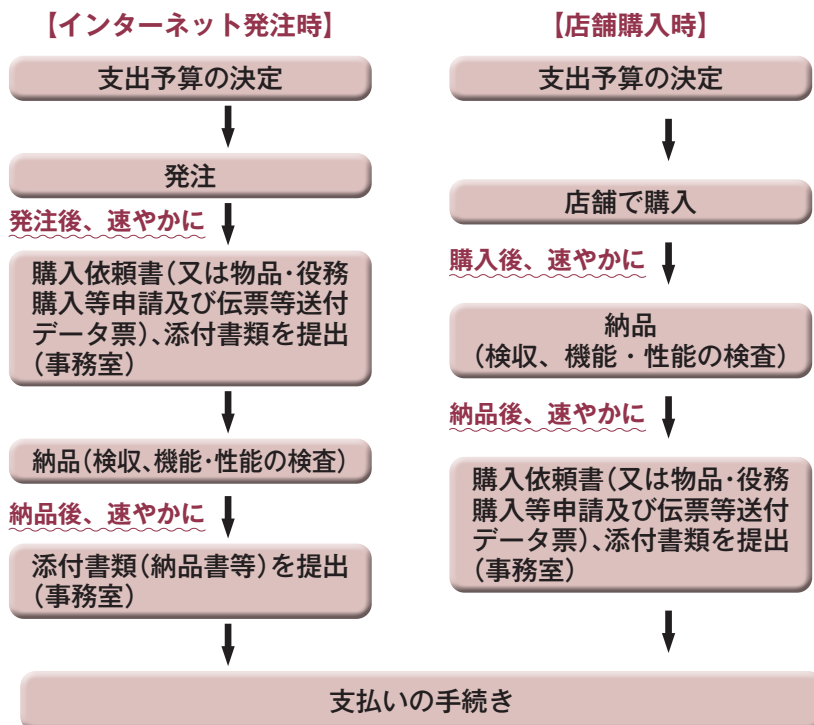 【インターネット発注時】
支出予算の決定
発注
発注後、速やかに
購入依頼書(又は物品・役務
購入等申請及び伝票等送付
データ票)、添付書類を提出
(事務室)
納品(検収、機能・性能の検査)
納品後、速やかに
添付書類(納品書等)を提出
(事務室)
【店舗購入時】
支出予算の決定
店舗で購入
購入後、速やかに
納品
(検収、機能・性能の検査)
納品後、速やかに
購入依頼書(又は物品・役務
購入等申請及び伝票等送付
データ票)、添付書類を提出
(事務室)
支払いの手続き